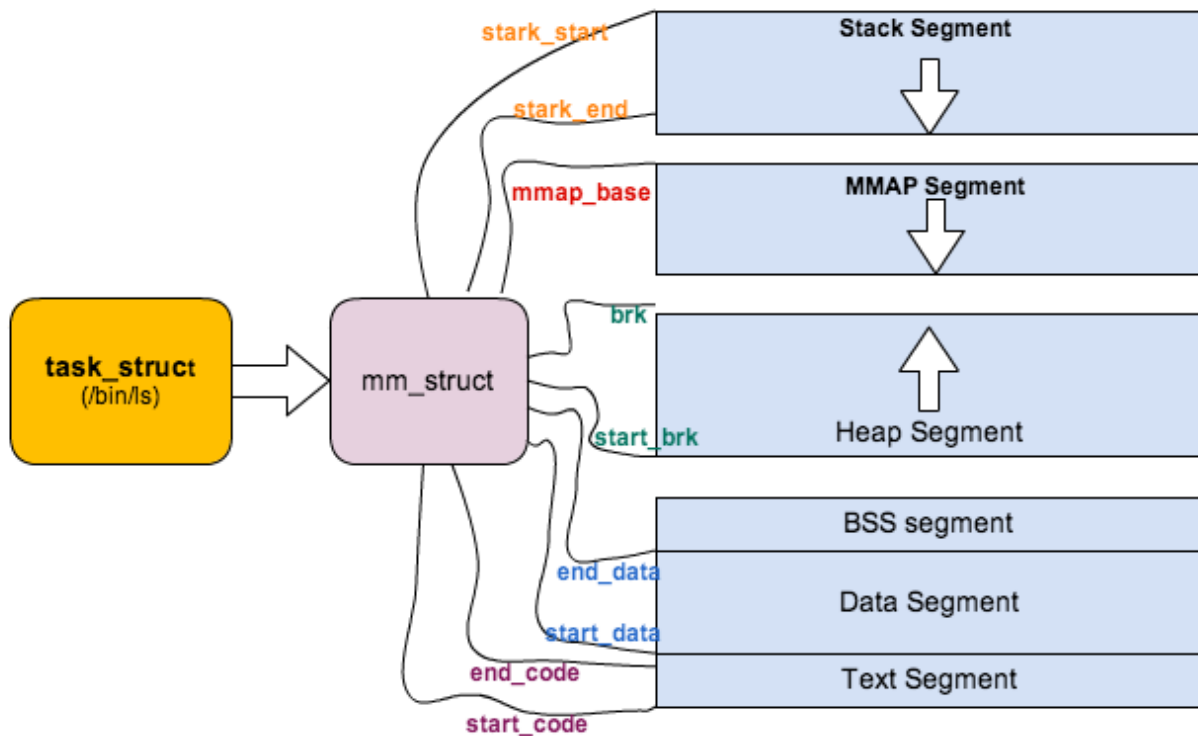 stark_start
Stack Segment
stark_end
MMAP Segment
mmap_base
brk
task_struct
(/bin/ls)
mm_struct
start_brk
Heap Segment
BSS segment
end_data
Data Segment
start_data
end_code
Text Segment
start_code